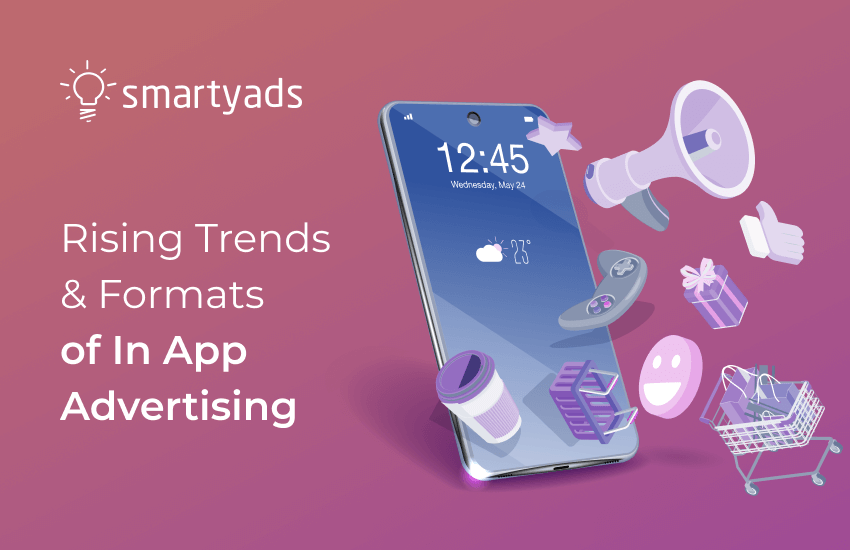 smartyads
Rising Trends
& Formats
of In App
Advertising
12:45
Wednesday, May 24
23°